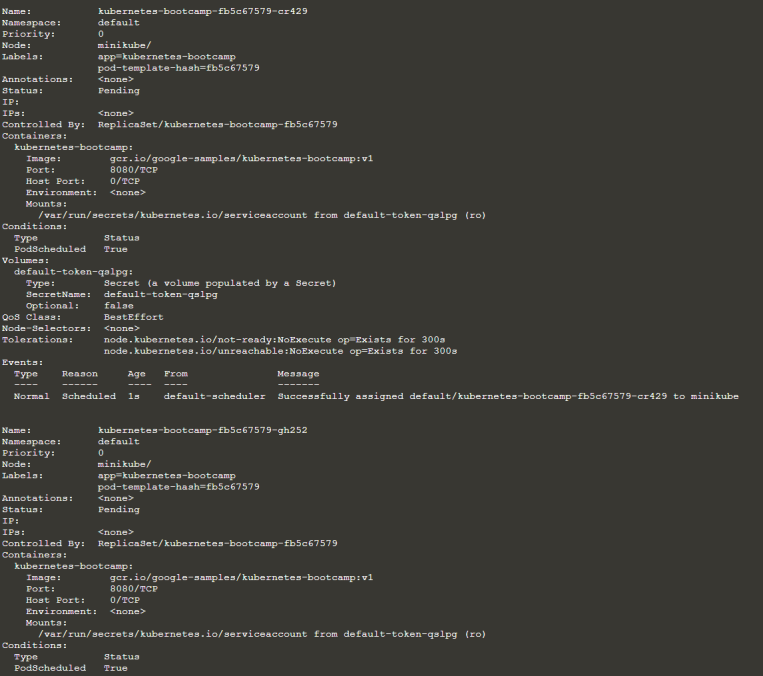 Name:           kubernetes-bootcamp-fb5c67579-cr429
Namespace:      default
Priority:       0
Node:           minikube/
Labels:         app=kubernetes-bootcamp
                pod-template-hash=fb5c67579
Annotations:    <none>
Status:         Pending
IP:
IPs:            <none>
Controlled By:  ReplicaSet/kubernetes-bootcamp-fb5c67579
Containers:
  kubernetes-bootcamp:
    Image:        gcr.io/google-samples/kubernetes-bootcamp:v1
    Port:         8080/TCP
    Host Port:    0/TCP
    Environment:  <none>
    Mounts:
      /var/run/secrets/kubernetes.io/serviceaccount from default-token-qslpg (ro)
Conditions:
  Type           Status
  PodScheduled   True
Volumes:
  default-token-qslpg:
    Type:        Secret (a volume populated by a Secret)
    SecretName:  default-token-qslpg
    Optional:    false
QoS Class:       BestEffort
Node-Selectors:  <none>
Tolerations:     node.kubernetes.io/not-ready:NoExecute op=Exists for 300s
                 node.kubernetes.io/unreachable:NoExecute op=Exists for 300s
Events:
  Type    Reason     Age   From               Message
  ----    ------     ----  ----               -------
  Normal  Scheduled  1s    default-scheduler  Successfully assigned default/kubernetes-bootcamp-fb5c67579-cr429 to minikube
Name:           kubernetes-bootcamp-fb5c67579-gh252
Namespace:      default
Priority:       0
Node:           minikube/
Labels:         app=kubernetes-bootcamp
                pod-template-hash=fb5c67579
Annotations:    <none>
Status:         Pending
IP:
IPs:            <none>
Controlled By:  ReplicaSet/kubernetes-bootcamp-fb5c67579
Containers:
  kubernetes-bootcamp:
    Image:        gcr.io/google-samples/kubernetes-bootcamp:v1
    Port:         8080/TCP
    Host Port:    0/TCP
    Environment:  <none>
    Mounts:
      /var/run/secrets/kubernetes.io/serviceaccount from default-token-qslpg (ro)
Conditions:
  Type           Status
  PodScheduled   True